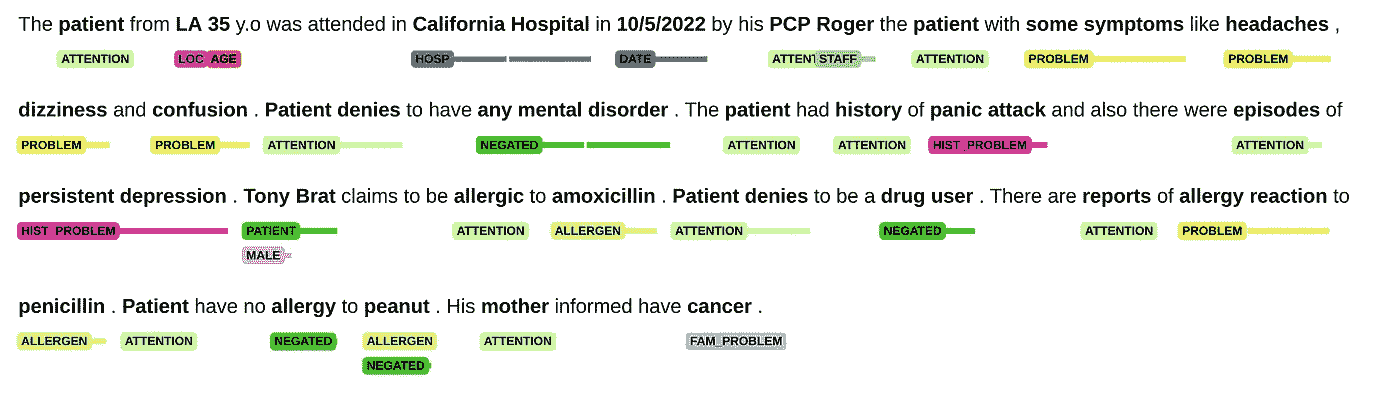 The patient from LA 35 y.o was attended in California Hospital in 10/5/2022 by his PCP Roger the patient with some symptoms like headaches ,
ATTENTION LOC AGE HOSP DATE ATTEN STAFF ATTENTION PROBLEM PROBLEM
dizziness and confusion . Patient denies to have any mental disorder . The patient had history of panic attack and also there were episodes of
PROBLEM PROBLEM ATTENTION NEGATED ATTENTION ATTENTION HIST_PROBLEM ATTENTION
persistent depression . Tony Brat claims to be allergic to amoxicillin . Patient denies to be a drug user . There are reports of allergy reaction to
HIST_PROBLEM PATIENT ATTENTION ALLERGEN ATTENTION NEGATED ATTENTION PROBLEM
MALE
penicillin . Patient have no allergy to peanut . His mother informed have cancer .
ALLERGEN ATTENTION NEGATED ALLERGEN ATTENTION FAM_PROBLEM
NEGATED